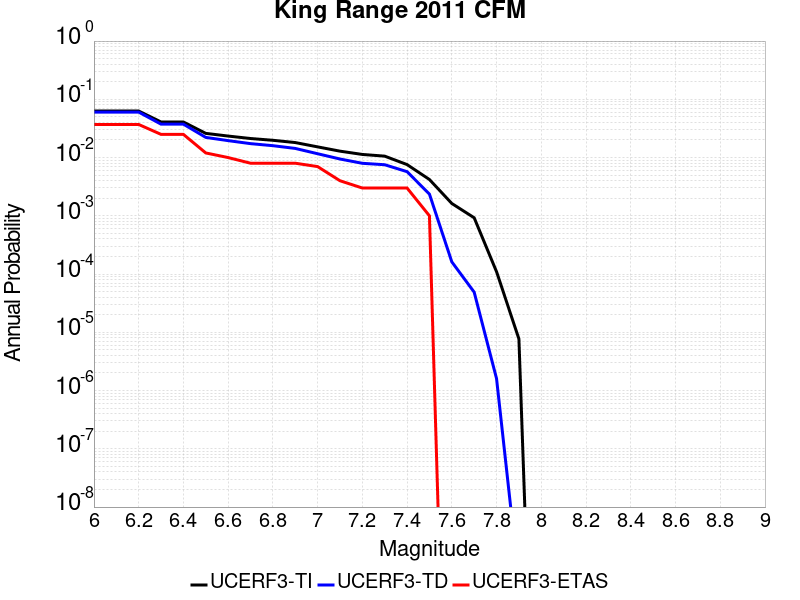 King Range 2011 CFM
10^0
10^-1
10^-2
10^-3
10^-4
10^-5
10^-6
10^-7
10^-8
Annual Probability
6 6.2 6.4 6.6 6.8 7 7.2 7.4 7.6 7.8 8 8.2 8.4 8.6 8.8 9
Magnitude
UCERF3-TI UCERF3-TD UCERF3-ETAS